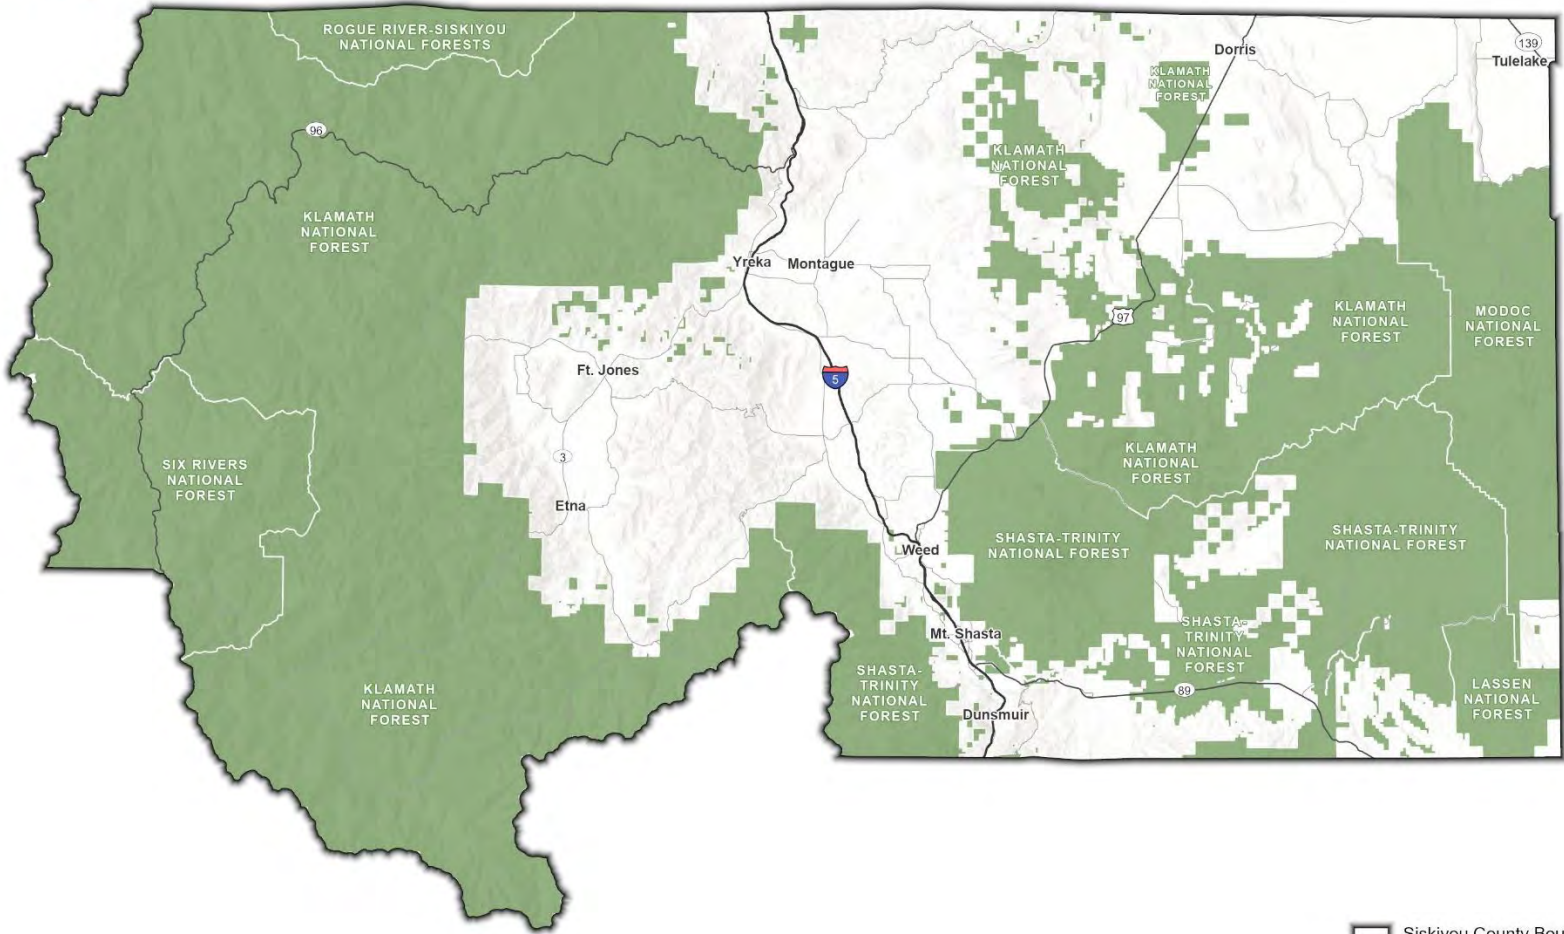 ROGUE RIVER-SISKIYOU
NATIONAL FORESTS
Dorris
139
Tulelake
KLAMATH
NATIONAL
FOREST
96
KLAMATH
NATIONAL
FOREST
KLAMATH
NATIONAL
FOREST
Yreka
Montague
97
KLAMATH
NATIONAL
FOREST
MODOC
NATIONAL
FOREST
Ft. Jones
5
3
SIX RIVERS
NATIONAL
FOREST
KLAMATH
NATIONAL
FOREST
Etna
Weed
SHASTA-TRINITY
NATIONAL FOREST
SHASTA-TRINITY
NATIONAL FOREST
Mt. Shasta
SHASTA-
TRINITY
NATIONAL
FOREST
KLAMATH
NATIONAL
FOREST
SHASTA-
TRINITY
NATIONAL
FOREST
Dunsmuir
89
LASSEN
NATIONAL
FOREST
Siskiyou County